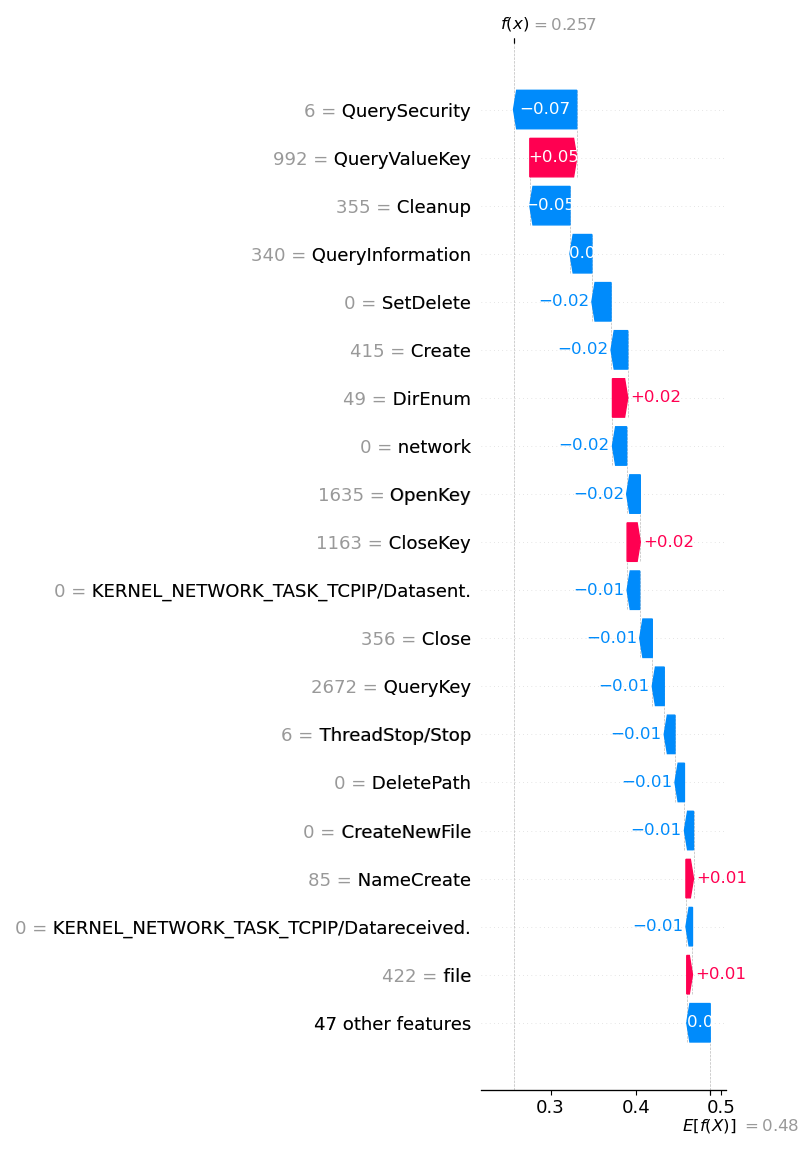 f(x) = 0.257
6 = QuerySecurity −0.07
992 = QueryValueKey +0.05
355 = Cleanup −0.05
340 = QueryInformation
0 = SetDelete −0.02
415 = Create −0.02
49 = DirEnum +0.02
0 = network −0.02
1635 = OpenKey −0.02
1163 = CloseKey +0.02
0 = KERNEL_NETWORK_TASK_TCPIP/Datasent. −0.01
356 = Close −0.01
2672 = QueryKey −0.01
6 = ThreadStop/Stop −0.01
0 = DeletePath −0.01
0 = CreateNewFile −0.01
85 = NameCreate +0.01
0 = KERNEL_NETWORK_TASK_TCPIP/Datareceived. −0.01
422 = file +0.01
47 other features
0.3 0.4 0.5
E[f(X)] = 0.48